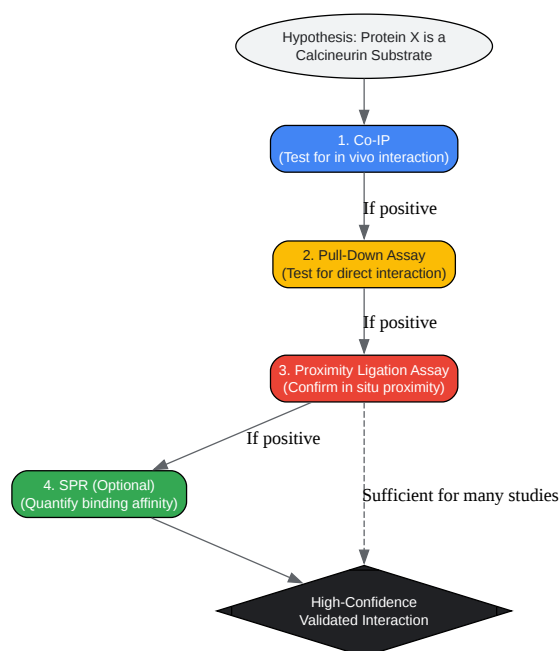 Hypothesis: Protein X is a
Calcineurin Substrate
1. Co-IP
(Test for in vivo interaction)
If positive
2. Pull-Down Assay
(Test for direct interaction)
If positive
3. Proximity Ligation Assay
(Confirm in situ proximity)
If positive
4. SPR (Optional)
(Quantify binding affinity)
Sufficient for many studies
High-Confidence
Validated Interaction